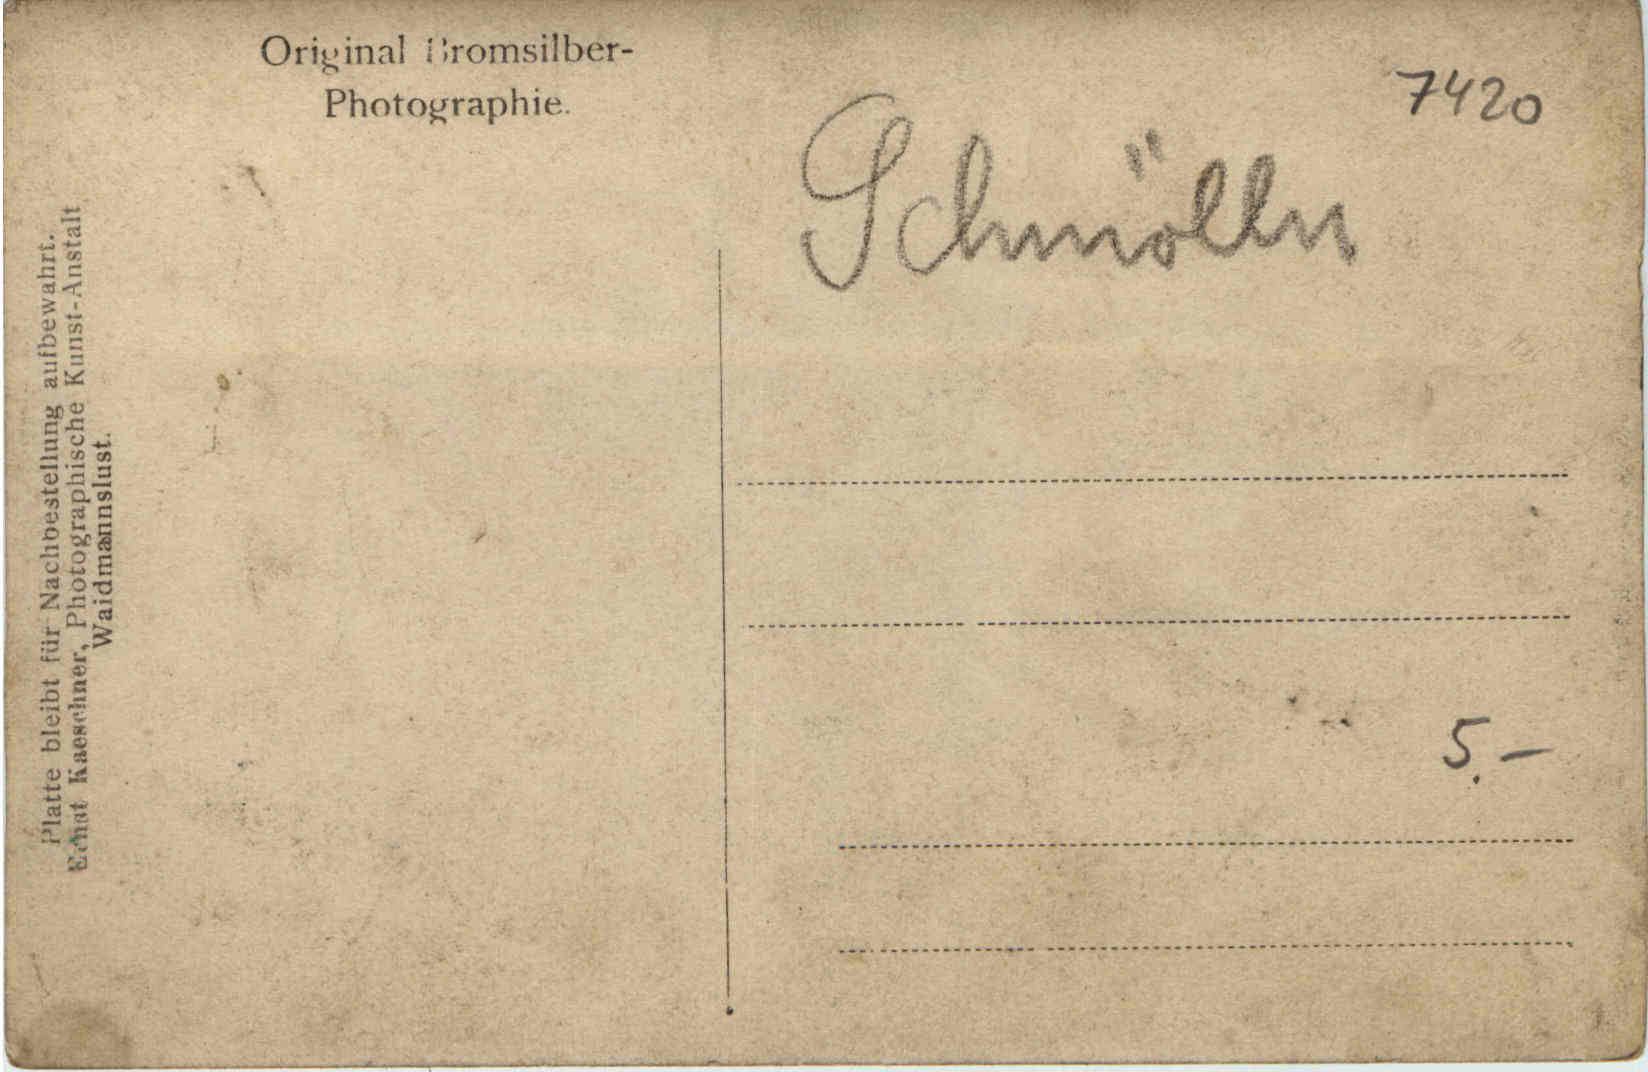 Original Bromsilber-
Photographie.
7420
Schmölln
5.-
Platte bleibt für Nachbestellung aufbewahrt.
Ernst Kaeschner, Photographische Kunst-Anstalt
Waidmannslust.